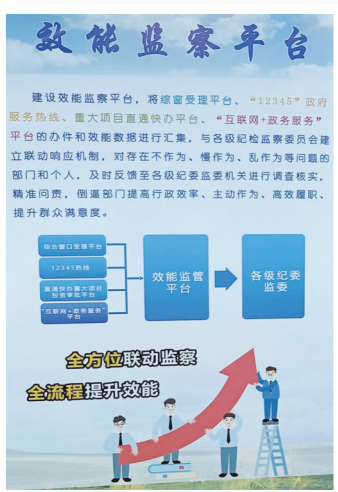 效能监察平台
建设效能监察平台，将综窗受理平台、“12345”政府
服务热线、重大项目直通快办平台、“互联网+政务服务”
平台的办件和效能数据进行汇集，与各级纪检监察委员会建
立联动响应机制，对存在不作为、慢作为、乱作为等问题的
部门和个人，及时反馈至各级纪委监委机关进行调查核实，
精准问责，倒逼部门提高行政效率、主动作为、高效履职、
提升群众满意度。
综合窗口受理平台
12345热线
直通快办重大项目
投资审批平台
“互联网+政务服务”
平台
效能监管
平台
各级纪委
监委
全方位联动监察
全流程提升效能